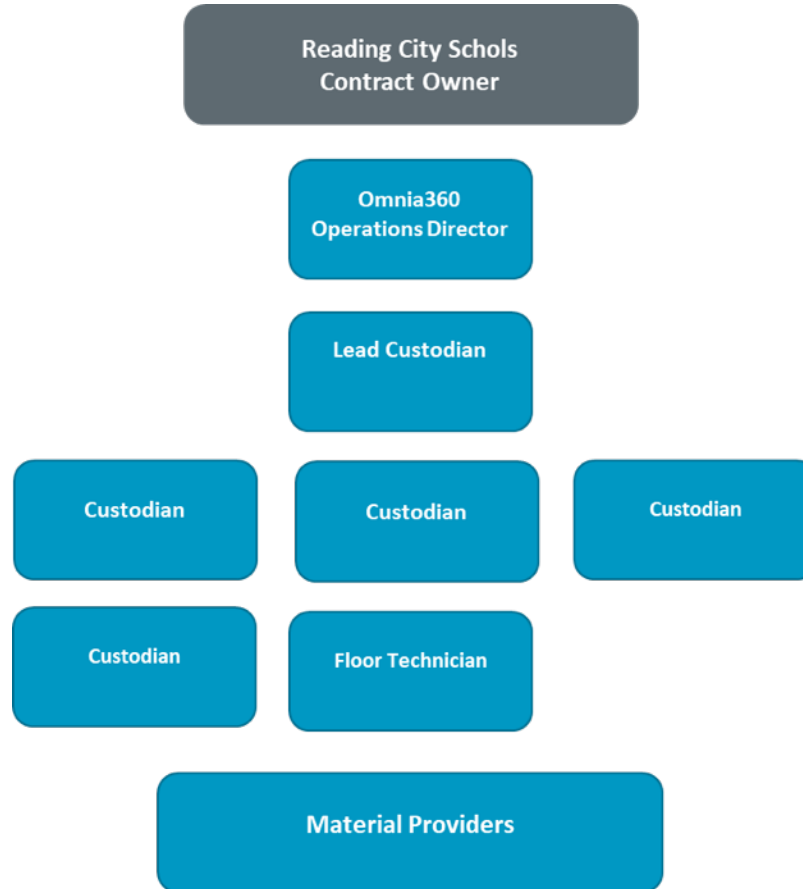 Reading City Schols
Contract Owner
Omnia360
Operations Director
Lead Custodian
Custodian
Custodian
Custodian
Custodian
Floor Technician
Material Providers